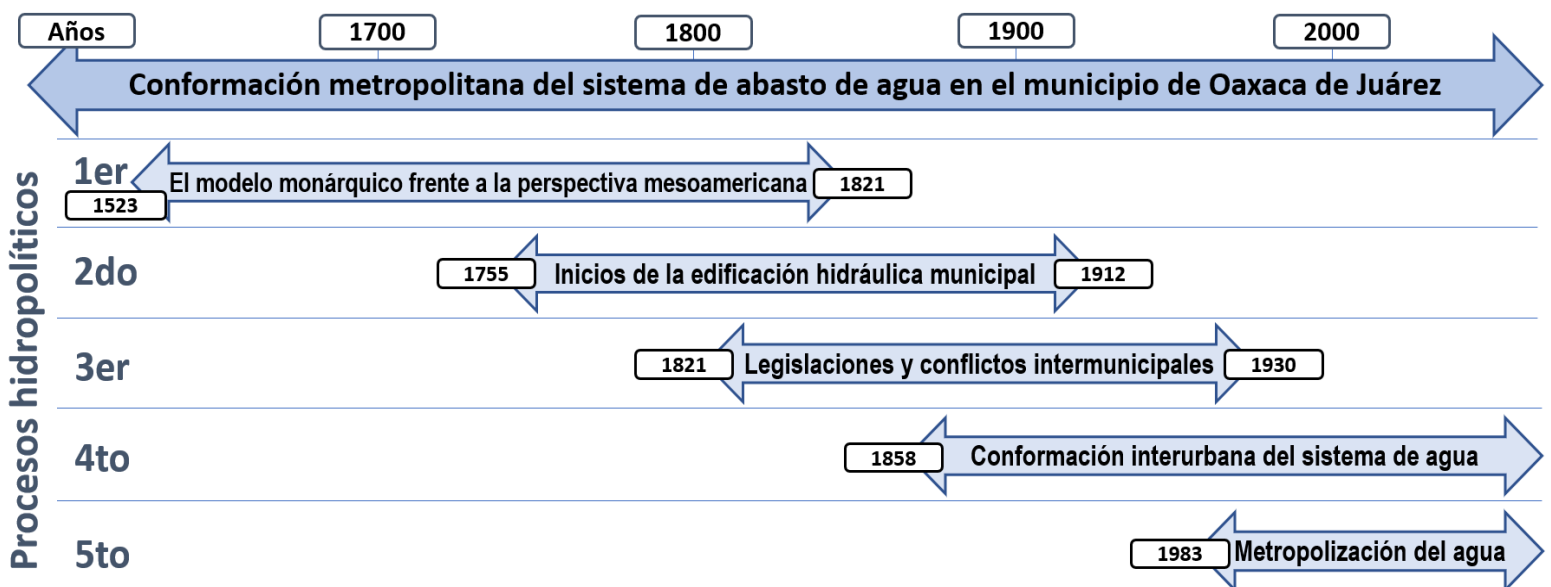 Años
1700
1800
1900
2000
Conformación metropolitana del sistema de abasto de agua en el municipio de Oaxaca de Juárez
Procesos hidropolíticos
1er
1523
El modelo monárquico frente a la perspectiva mesoamericana
1821
2do
1755
Inicios de la edificación hidráulica municipal
1912
3er
1821
Legislaciones y conflictos intermunicipales
1930
4to
1858
Conformación interurbana del sistema de agua
5to
1983
Metropolización del agua